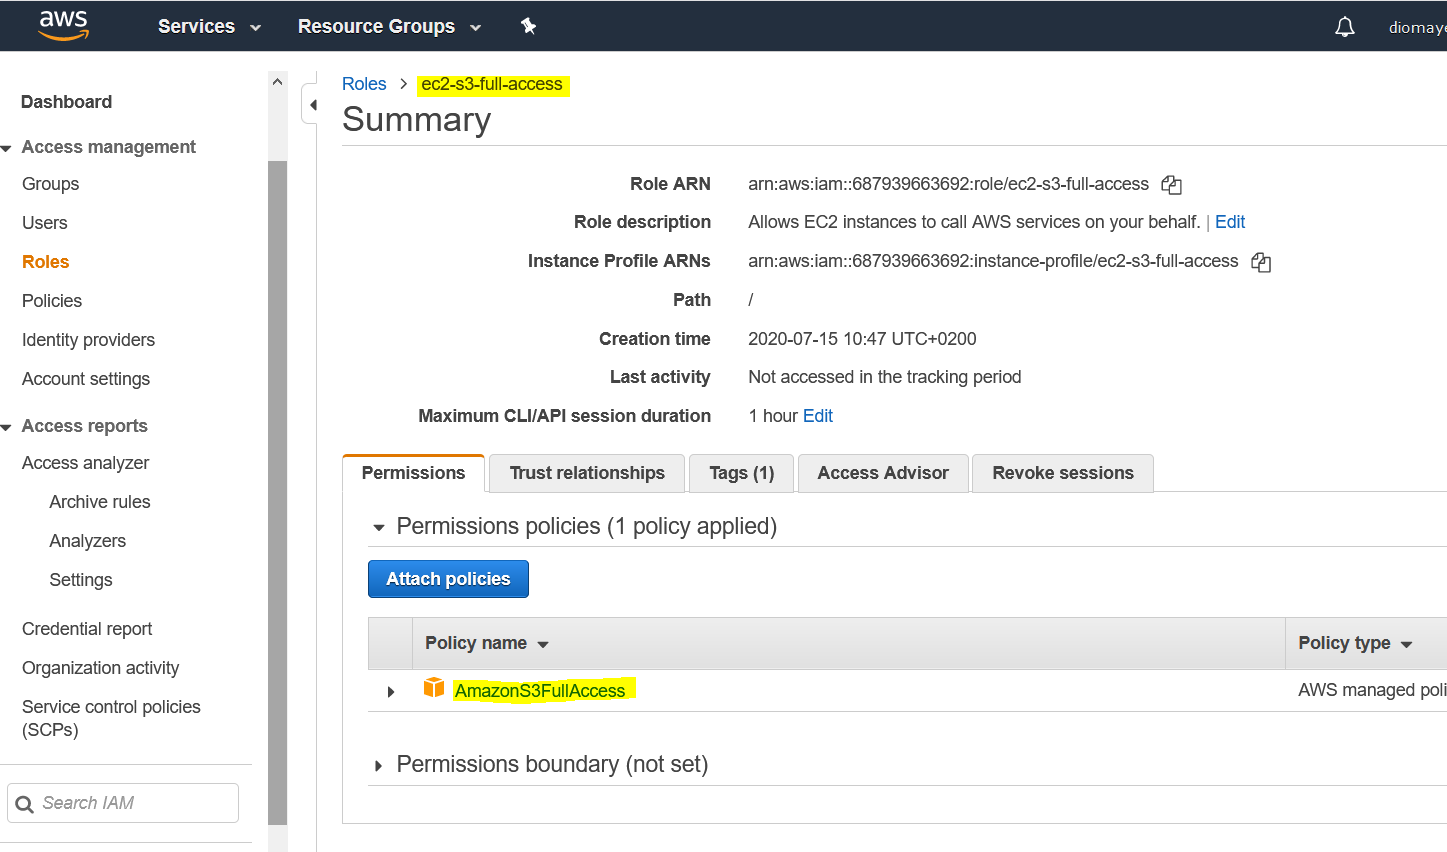 aws Services Resource Groups diomaye
Dashboard
Access management
Groups
Users
Roles
Policies
Identity providers
Account settings
Access reports
Access analyzer
Archive rules
Analyzers
Settings
Credential report
Organization activity
Service control policies
(SCPs)
Search IAM
Roles > ec2-s3-full-access
Summary
Role ARN arn:aws:iam::687939663692:role/ec2-s3-full-access
Role description Allows EC2 instances to call AWS services on your behalf. | Edit
Instance Profile ARNs arn:aws:iam::687939663692:instance-profile/ec2-s3-full-access
Path /
Creation time 2020-07-15 10:47 UTC+0200
Last activity Not accessed in the tracking period
Maximum CLI/API session duration 1 hour Edit
Permissions Trust relationships Tags (1) Access Advisor Revoke sessions
Permissions policies (1 policy applied)
Attach policies
Policy name Policy type
AmazonS3FullAccess AWS managed poli
Permissions boundary (not set)